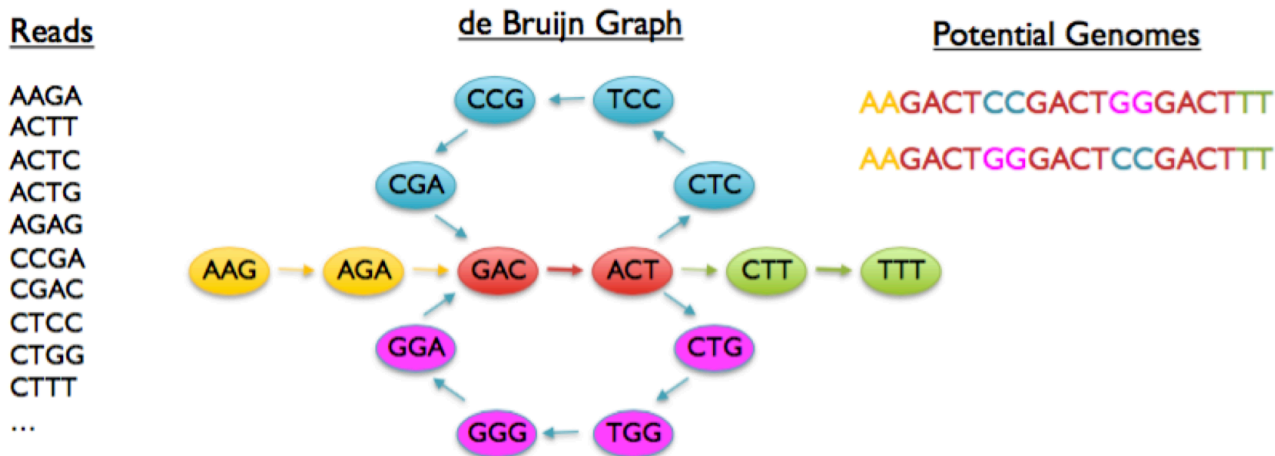 Reads
AAGA
ACTT
ACTC
ACTG
AGAG
CCGA
CGAC
CTCC
CTGG
CTTT
...
de Bruijn Graph
CCG TCC
CGA CTC
AAG AGA GAC ACT CTT TTT
GGA CTG
GGG TGG
Potential Genomes
AAGACTCCGACTGGGACTTT
AAGACTGGGACTCCGACTTT